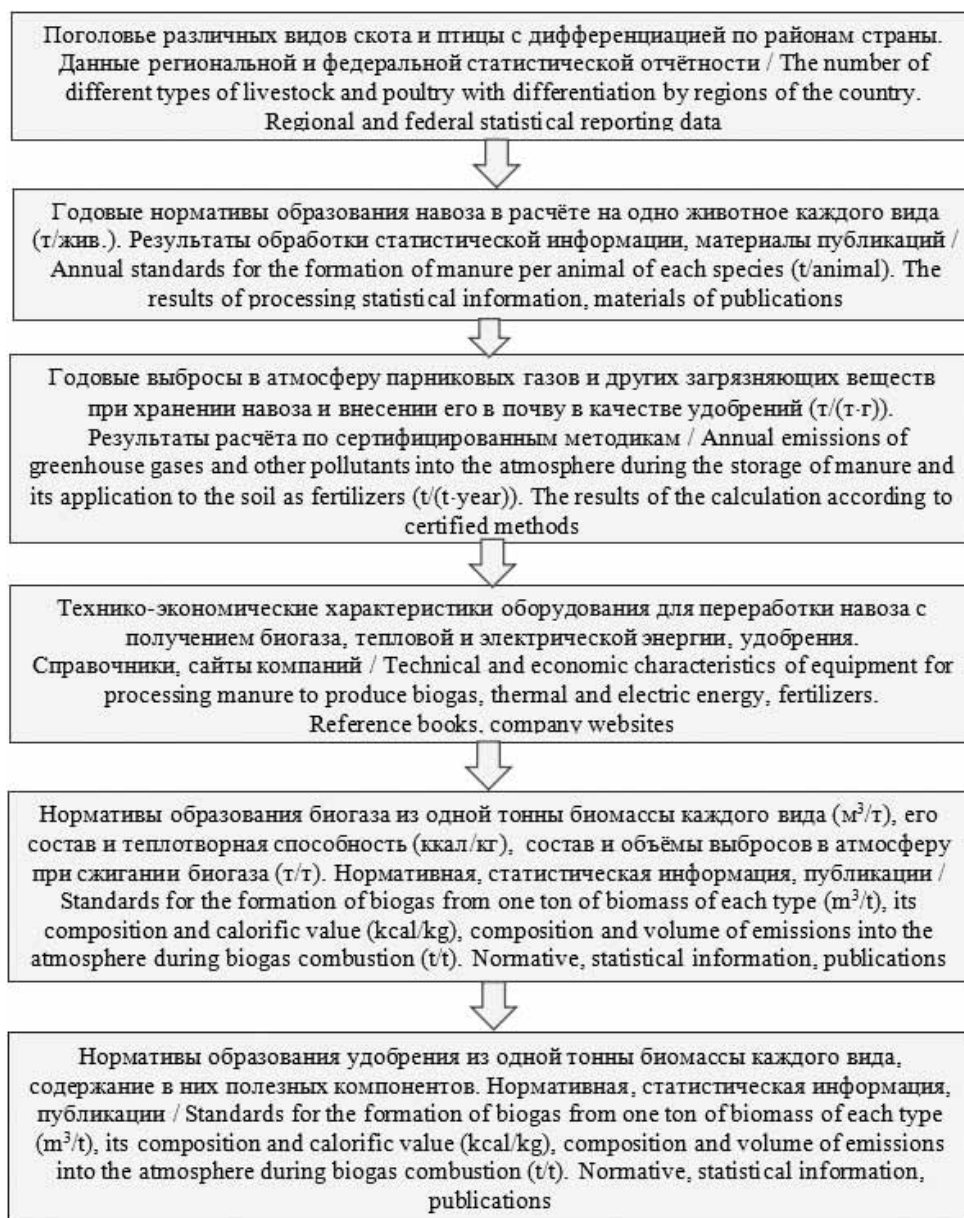 Поголовье различных видов скота и птицы с дифференциацией по районам страны.
Данные региональной и федеральной статистической отчётности / The number of
different types of livestock and poultry with differentiation by regions of the country.
Regional and federal statistical reporting data
Годовые нормативы образования навоза в расчёте на одно животное каждого вида
(т/жив.). Результаты обработки статистической информации, материалы публикаций /
Annual standards for the formation of manure per animal of each species (t/animal). The
results of processing statistical information, materials of publications
Годовые выбросы в атмосферу парниковых газов и других загрязняющих веществ
при хранении навоза и внесении его в почву в качестве удобрений (т/(т·г)).
Результаты расчёта по сертифицированным методикам / Annual emissions of
greenhouse gases and other pollutants into the atmosphere during the storage of manure and
its application to the soil as fertilizers (t/(t·year)). The results of the calculation according to
certified methods
Технико-экономические характеристики оборудования для переработки навоза с
получением биогаза, тепловой и электрической энергии, удобрения.
Справочники, сайты компаний / Technical and economic characteristics of equipment for
processing manure to produce biogas, thermal and electric energy, fertilizers.
Reference books, company websites
Нормативы образования биогаза из одной тонны биомассы каждого вида (м³/т), его
состав и теплотворная способность (ккал/кг), состав и объёмы выбросов в атмосферу
при сжигании биогаза (т/т). Нормативная, статистическая информация, публикации /
Standards for the formation of biogas from one ton of biomass of each type (m³/t), its
composition and calorific value (kcal/kg), composition and volume of emissions into the
atmosphere during biogas combustion (t/t). Normative, statistical information, publications
Нормативы образования удобрения из одной тонны биомассы каждого вида,
содержание в них полезных компонентов. Нормативная, статистическая информация,
публикации / Standards for the formation of biogas from one ton of biomass of each type
(m³/t), its composition and calorific value (kcal/kg), composition and volume of emissions
into the atmosphere during biogas combustion (t/t). Normative, statistical information,
publications